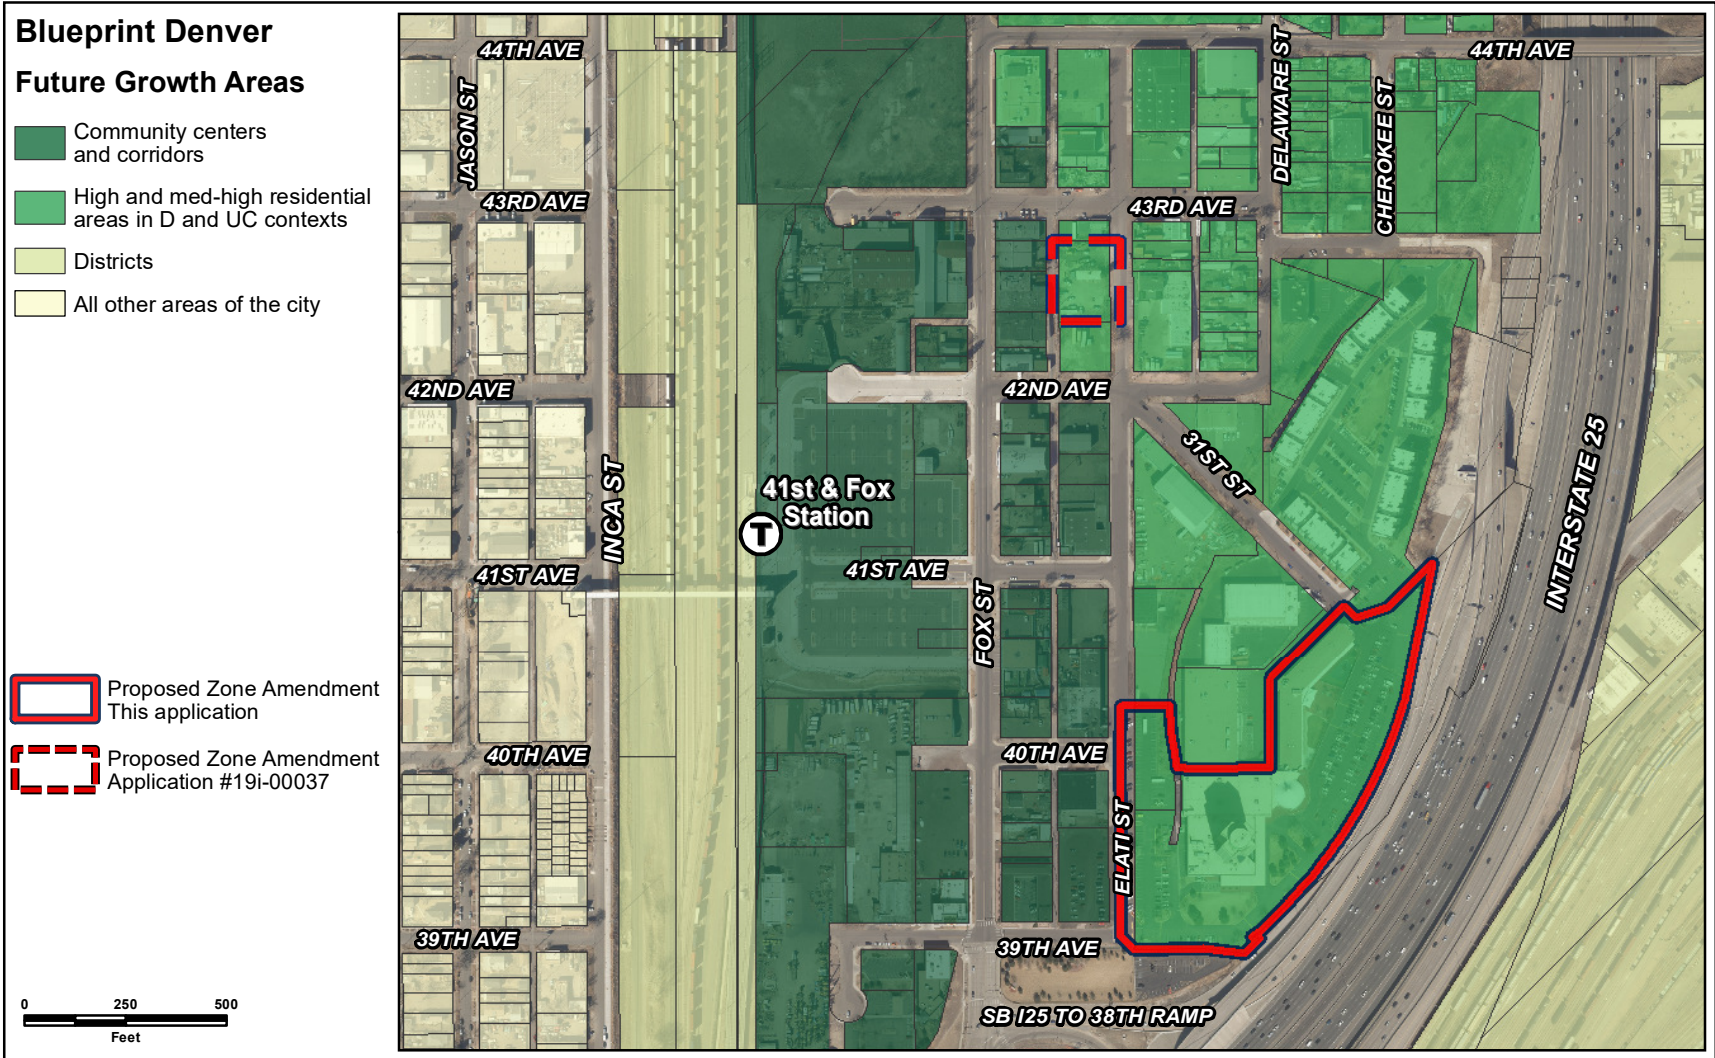 Blueprint Denver
Future Growth Areas
Community centers
and corridors
High and med-high residential
areas in D and UC contexts
Districts
All other areas of the city
Proposed Zone Amendment
This application
Proposed Zone Amendment
Application #19i-00037
0 250 500
Feet
44TH AVE
44TH AVE
JASON ST
DELAWARE ST
CHEROKEE ST
43RD AVE
43RD AVE
42ND AVE
42ND AVE
31ST ST
INCA ST
41st & Fox
Station
T
INTERSTATE 25
41ST AVE
41ST AVE
FOX ST
40TH AVE
40TH AVE
ELATI ST
39TH AVE
39TH AVE
SB I25 TO 38TH RAMP